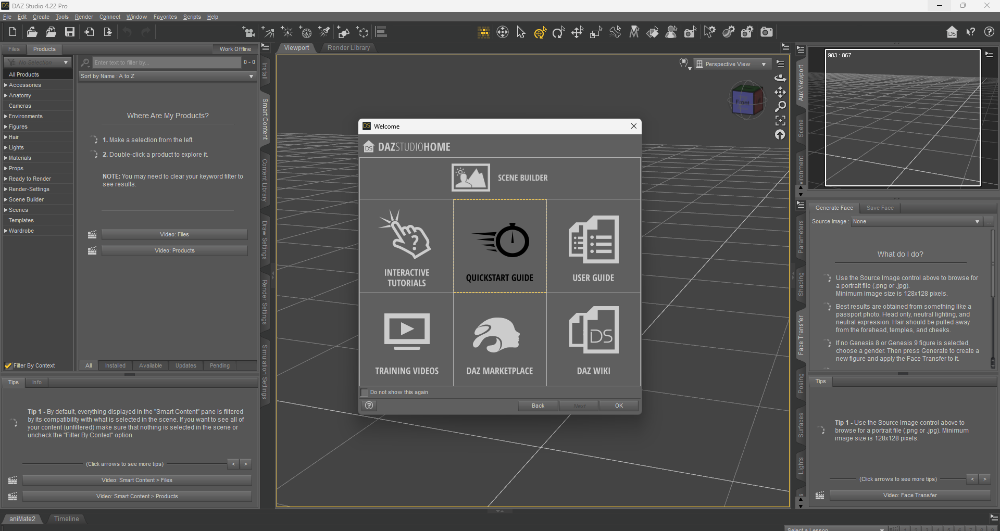 DS DAZ Studio 4.22 Pro
File Edit Create Tools Render Connect Window Favorites Scripts Help
DS
Files Products Work Offline
No Selection
Enter text to filter by... 0 - 0
Sort by Name : A to Z
All Products
Accessories
Anatomy
Cameras
Environments
Figures
Hair
Lights
Materials
Props
Ready to Render
Render-Settings
Scene Builder
Scenes
Templates
Wardrobe
Where Are My Products?
1. Make a selection from the left.
2. Double-click a product to explore it.
NOTE: You may need to clear your keyword filter to
see results.
Video: Files
Video: Products
Filter By Context
All Installed Available Updates Pending
Tips Info
Tip 1 - By default, everything displayed in the "Smart Content" pane is filtered
by its compatibility with what is selected in the scene. If you want to see all of
your content (unfiltered) make sure that nothing is selected in the scene or
uncheck the "Filter By Context" option.
(Click arrows to see more tips) < >
Video: Smart Content > Files
Video: Smart Content > Products
Install
Smart Content
Content Library
Draw Settings
Render Settings
Simulation Settings
Viewport Render Library
Perspective View
Front
DS Welcome
DS DAZSTUDIOHOME
SCENE BUILDER
INTERACTIVE
TUTORIALS
QUICKSTART GUIDE
USER GUIDE
TRAINING VIDEOS
DAZ MARKETPLACE
DS
DAZ WIKI
Do not show this again
? Back Next OK
Aux Viewport
Scene
983 : 867
Parameters
Shaping
Face Transfer
Posing
Surfaces
Lights
Generate Face Save Face
Source Image : None ...
What do I do?
Use the Source Image control above to browse for
a portrait file (.png or .jpg).
Minimum image size is 128x128 pixels.
Best results are obtained from something like a
passport photo. Head only, neutral lighting, and
neutral expression. Hair should be pulled away
from the forehead, temples, and cheeks.
If no Genesis 8 or Genesis 9 figure is selected,
choose a gender. Then press Generate to create a
new figure and apply the Face Transfer to it.
Tips
Tip 1 - Use the Source Image control above to
browse for a portrait file (.png or .jpg). Minimum
image size is 128x128 pixels.
(Click arrows to see more tips) < >
Video: Face Transfer
aniMate2 Timeline
Select a Lesson